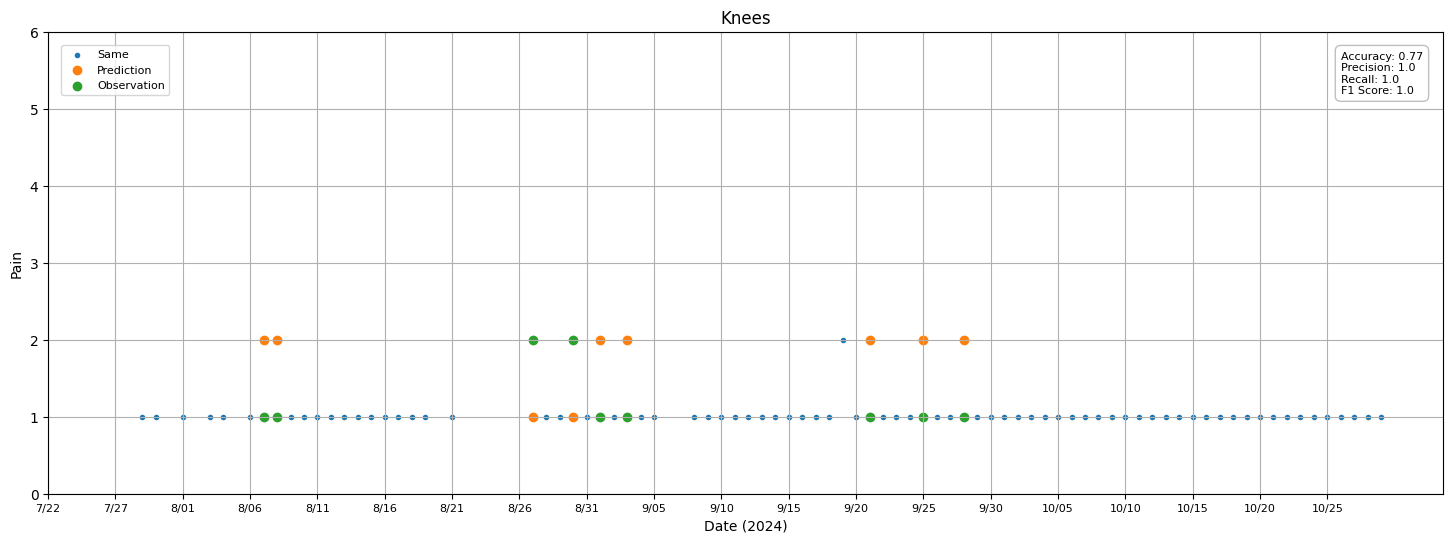 Knees
6
5
4
3
2
1
0
Pain
Same
Prediction
Observation
Accuracy: 0.77
Precision: 1.0
Recall: 1.0
F1 Score: 1.0
7/22 7/27 8/01 8/06 8/11 8/16 8/21 8/26 8/31 9/05 9/10 9/15 9/20 9/25 9/30 10/05 10/10 10/15 10/20 10/25
Date (2024)